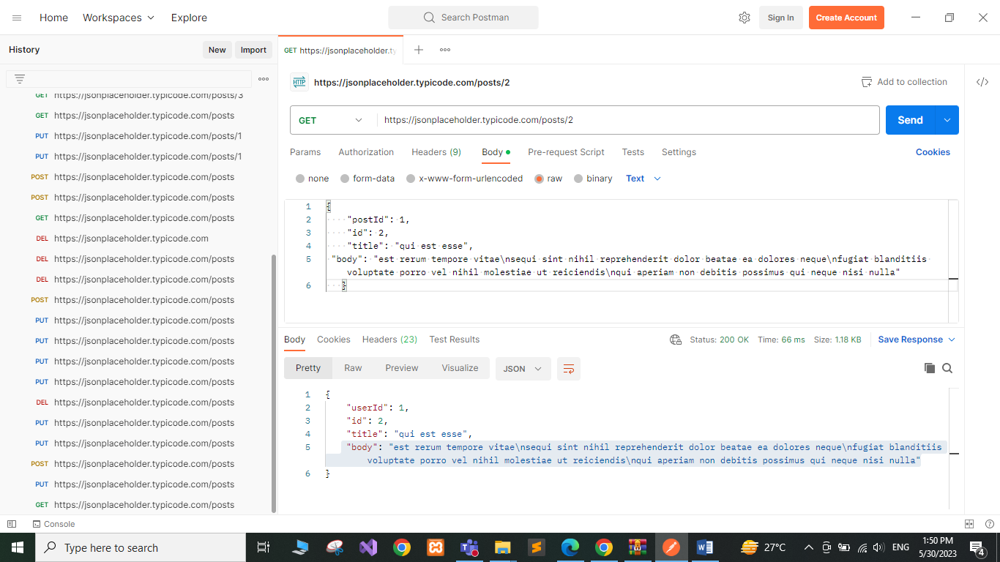 Home
Workspaces
Explore
Search Postman
Sign In
Create Account
History
New
Import
GET https://jsonplaceholder.ty
GET https://jsonplaceholder.typicode.com/posts/3
GET https://jsonplaceholder.typicode.com/posts
PUT https://jsonplaceholder.typicode.com/posts/1
PUT https://jsonplaceholder.typicode.com/posts/1
POST https://jsonplaceholder.typicode.com/posts
POST https://jsonplaceholder.typicode.com/posts
GET https://jsonplaceholder.typicode.com/posts
DEL https://jsonplaceholder.typicode.com
DEL https://jsonplaceholder.typicode.com/posts
DEL https://jsonplaceholder.typicode.com/posts
POST https://jsonplaceholder.typicode.com/posts
PUT https://jsonplaceholder.typicode.com/posts
PUT https://jsonplaceholder.typicode.com/posts
PUT https://jsonplaceholder.typicode.com/posts
PUT https://jsonplaceholder.typicode.com/posts
DEL https://jsonplaceholder.typicode.com/posts
PUT https://jsonplaceholder.typicode.com/posts
PUT https://jsonplaceholder.typicode.com/posts
POST https://jsonplaceholder.typicode.com/posts
PUT https://jsonplaceholder.typicode.com/posts
GET https://jsonplaceholder.typicode.com/posts
HTTP https://jsonplaceholder.typicode.com/posts/2
Add to collection
</>
GET https://jsonplaceholder.typicode.com/posts/2
Send
Params Authorization Headers (9) Body Pre-request Script Tests Settings Cookies
none form-data x-www-form-urlencoded raw binary Text
1 {
2 "postId": 1,
3 "id": 2,
4 "title": "qui est esse",
5 "body": "est rerum tempore vitae\nsequi sint nihil reprehenderit dolor beatae ea dolores neque\nfugiat blanditiis
voluptate porro vel nihil molestiae ut reiciendis\nqui aperiam non debitis possimus qui neque nisi nulla"
6 }
Body Cookies Headers (23) Test Results Status: 200 OK Time: 66 ms Size: 1.18 KB Save Response
Pretty Raw Preview Visualize JSON
1 {
2 "userId": 1,
3 "id": 2,
4 "title": "qui est esse",
5 "body": "est rerum tempore vitae\nsequi sint nihil reprehenderit dolor beatae ea dolores neque\nfugiat blanditiis
voluptate porro vel nihil molestiae ut reiciendis\nqui aperiam non debitis possimus qui neque nisi nulla"
6 }
Console
Type here to search
27°C
ENG
1:50 PM
5/30/2023
4